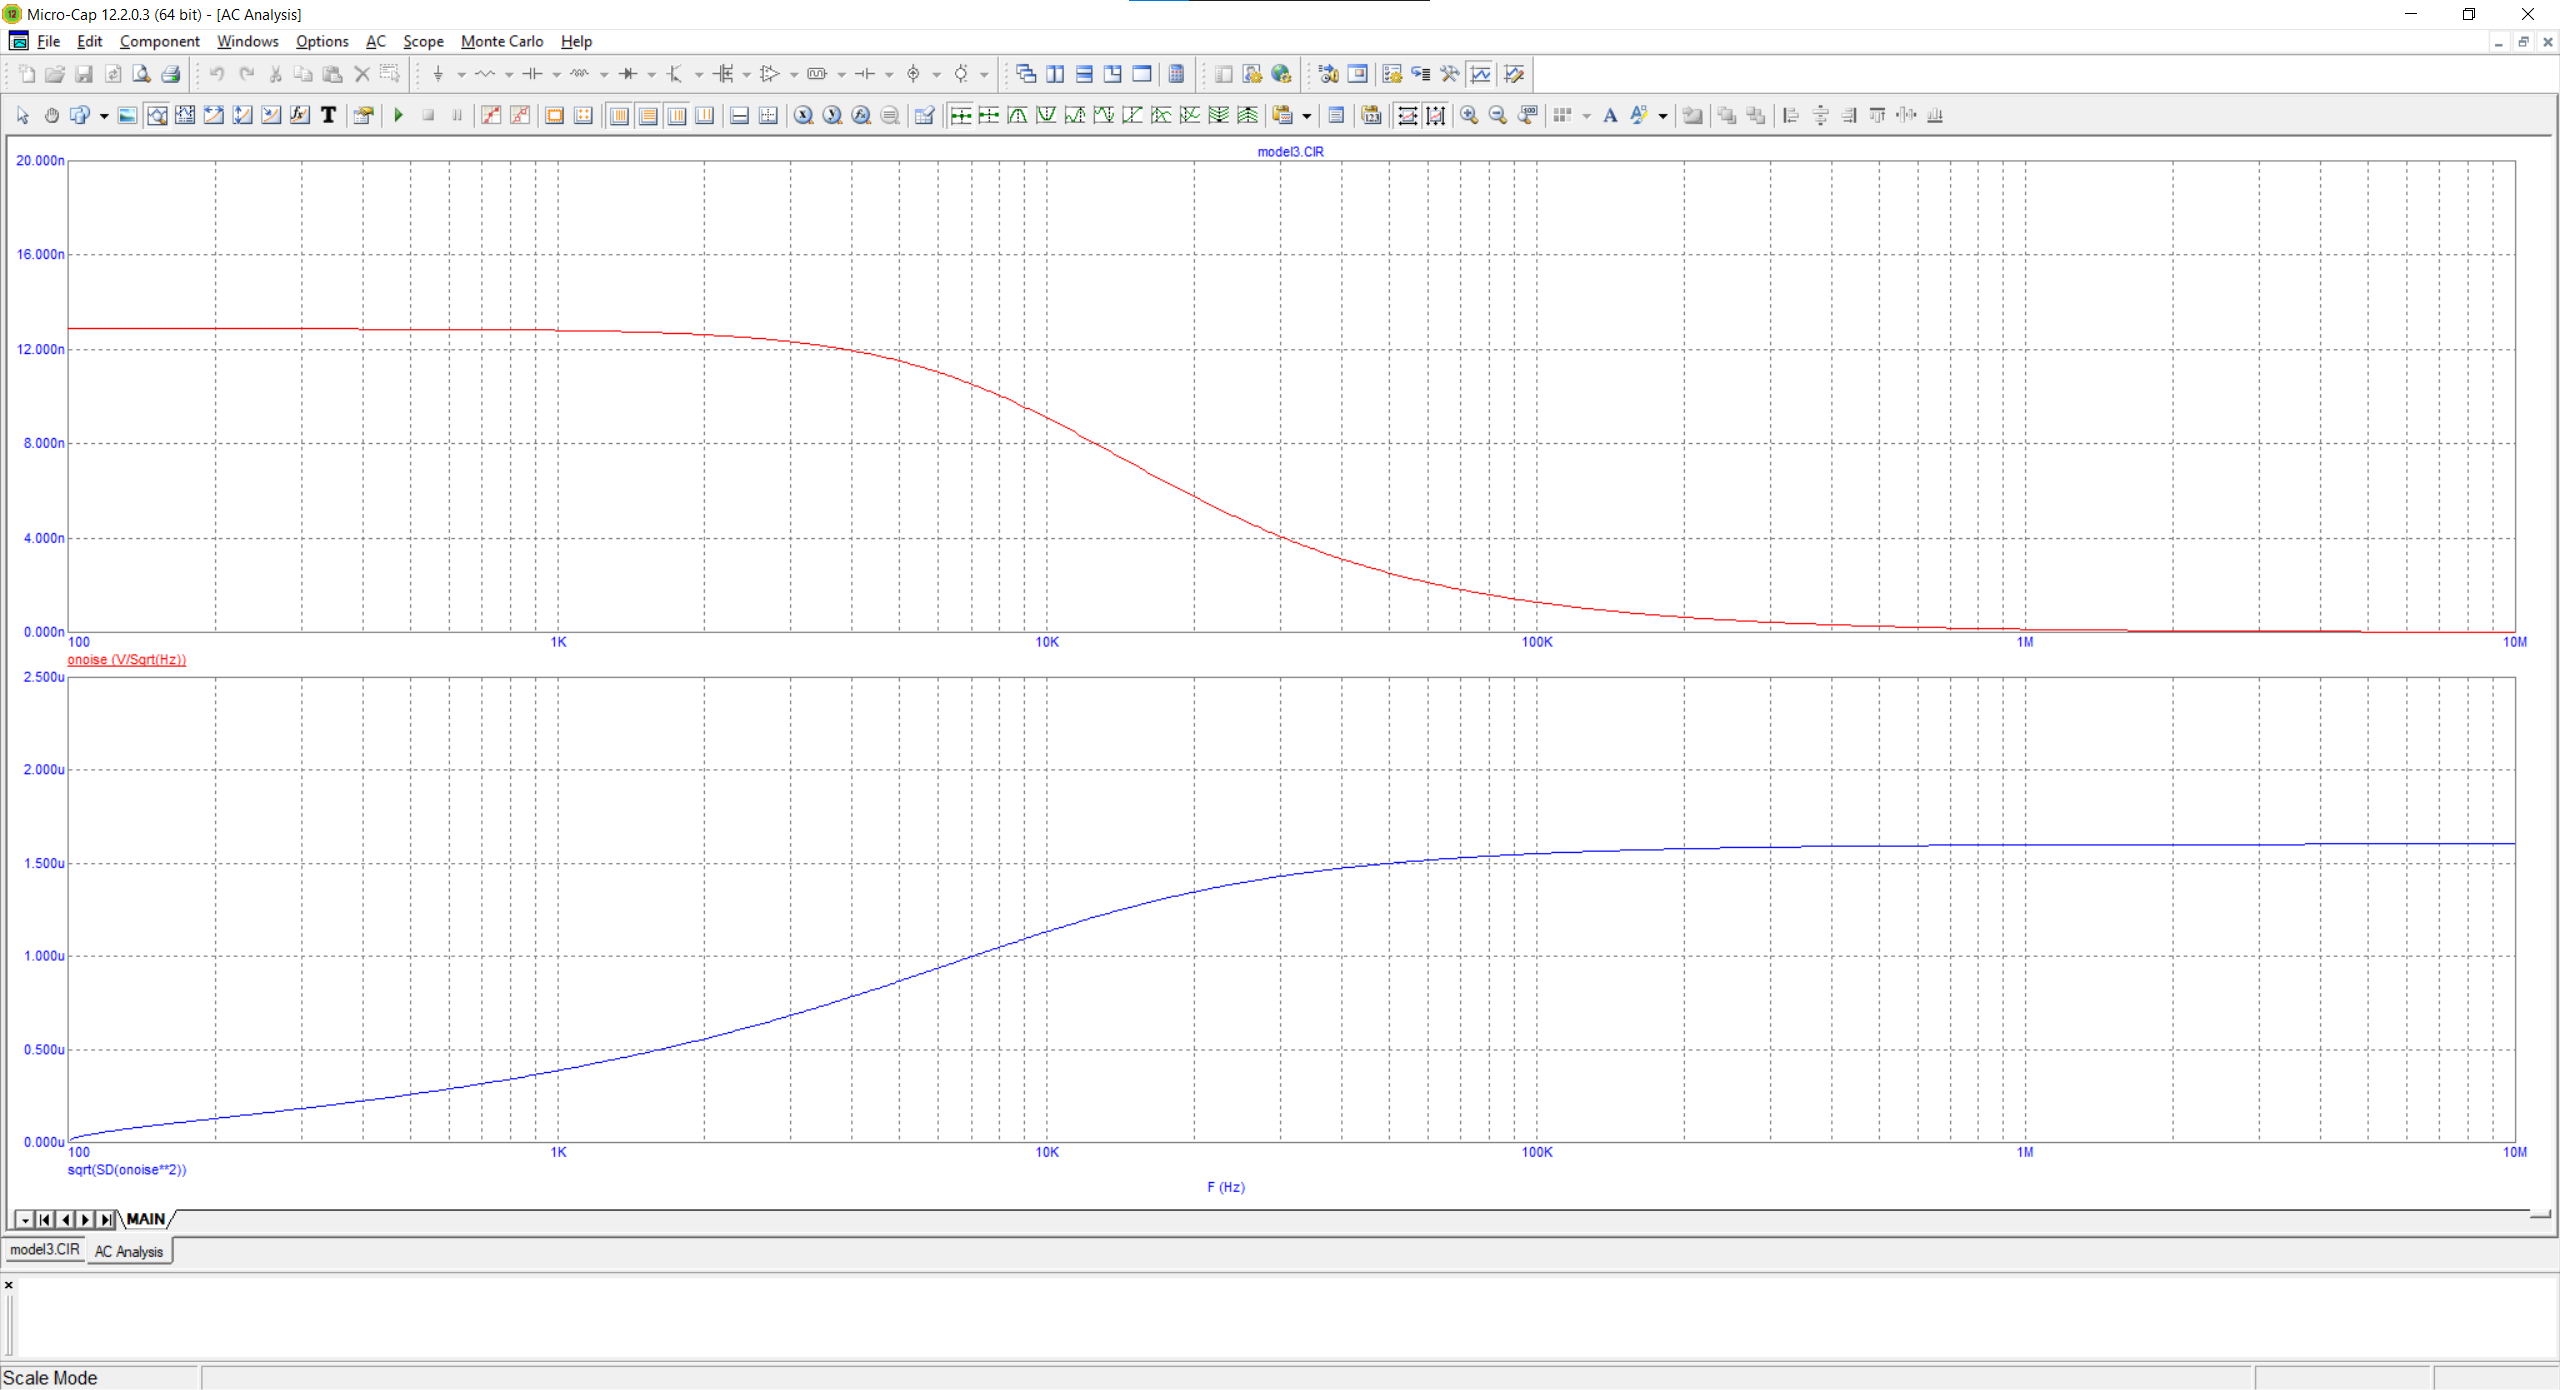 Micro-Cap 12.2.0.3 (64 bit) - [AC Analysis]
File Edit Component Windows Options AC Scope Monte Carlo Help
model3.CIR
20.000n
16.000n
12.000n
8.000n
4.000n
0.000n
100 1K 10K 100K 1M 10M
onoise (V/Sqrt(Hz))
2.500u
2.000u
1.500u
1.000u
0.500u
0.000u
100 1K 10K 100K 1M 10M
sqrt(SD(onoise**2))
F (Hz)
MAIN
model3.CIR AC Analysis
Scale Mode